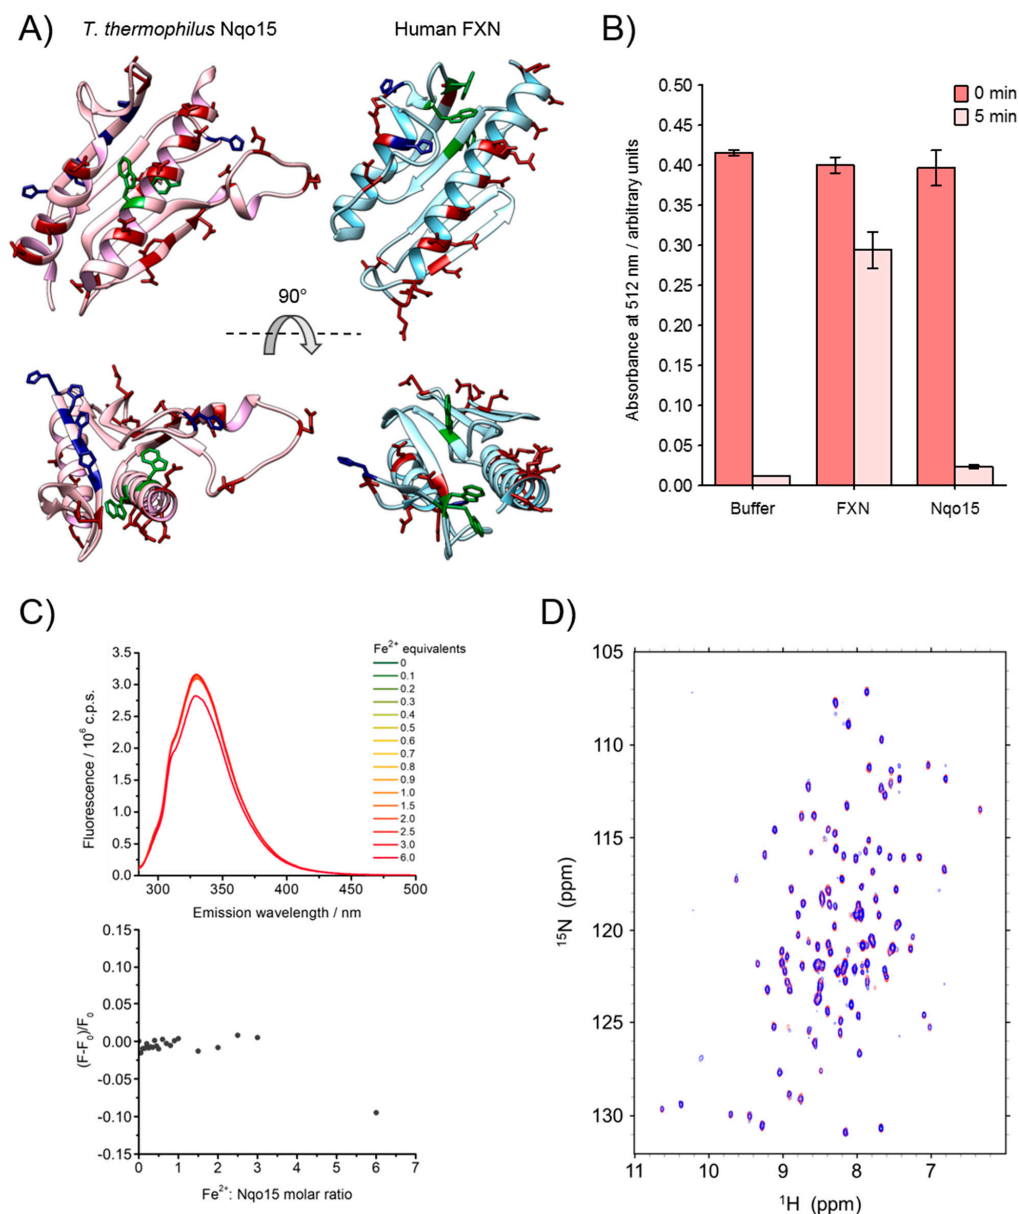 A)
T. thermophilus Nqo15
Human FXN
90°
B)
0 min
5 min
Absorbance at 512 nm / arbitrary units
0.50
0.45
0.40
0.35
0.30
0.25
0.20
0.15
0.10
0.05
0.00
Buffer FXN Nqo15
C)
Fluorescence / 10⁶ c.p.s.
3.5
3.0
2.5
2.0
1.5
1.0
0.5
0.0
300 350 400 450 500
Emission wavelength / nm
Fe²⁺ equivalents
0
0.1
0.2
0.3
0.4
0.5
0.6
0.7
0.8
0.9
1.0
1.5
2.0
2.5
3.0
6.0
(F-F₀)/F₀
0.15
0.10
0.05
0.00
-0.05
-0.10
-0.15
0 1 2 3 4 5 6 7
Fe²⁺: Nqo15 molar ratio
D)
105
110
115
120
125
130
¹⁵N (ppm)
11 10 9 8 7
¹H (ppm)